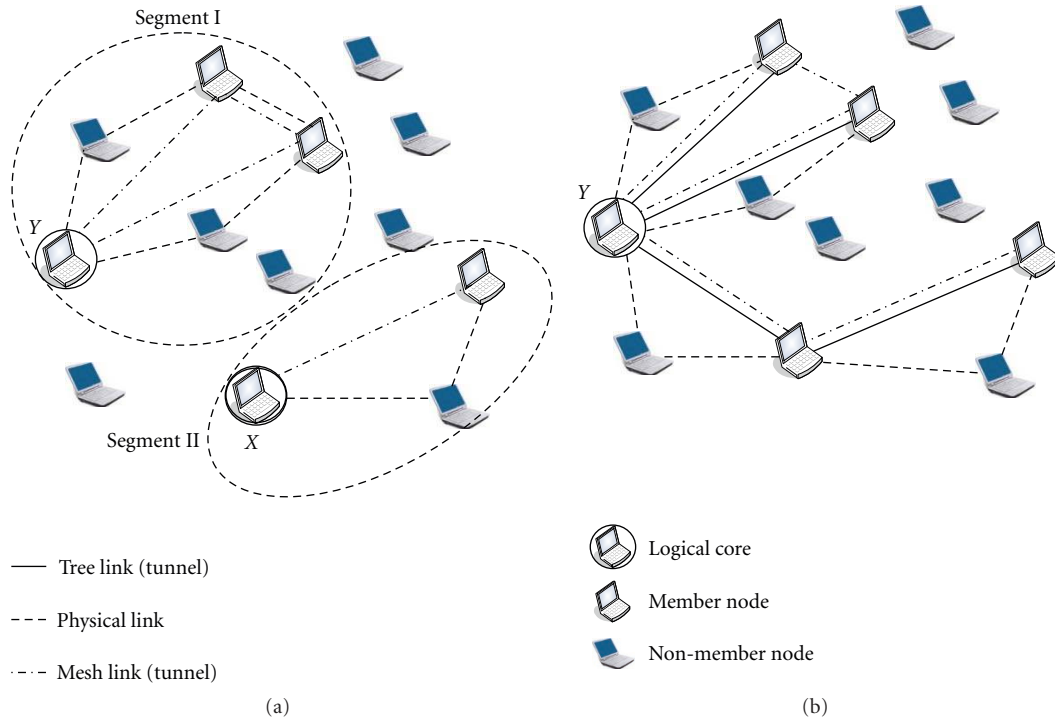 Segment I
Y
Segment II
X
Y
Tree link (tunnel)
Physical link
Mesh link (tunnel)
(a)
Logical core
Member node
Non-member node
(b)